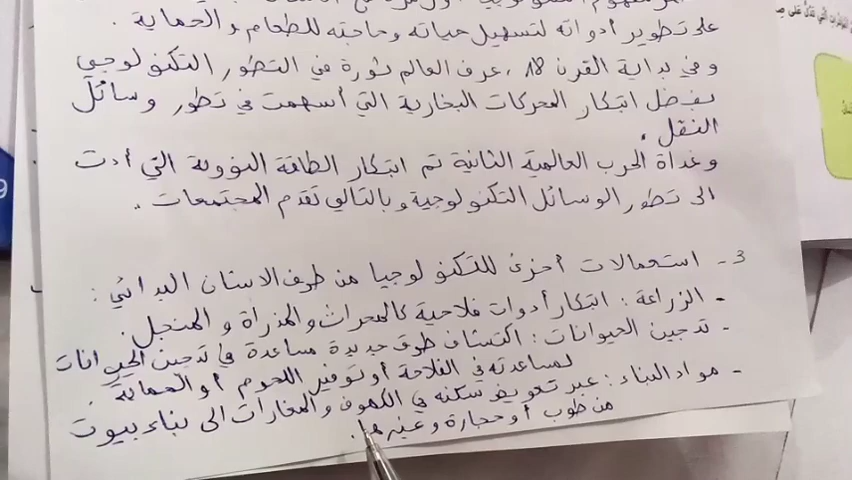 على تطوير أدواته لتسهيل حياته وحاجته للطعام والحماية .
وفي بداية القرن 18، عرف العالم ثورة في التطور التكنولوجي
بفضل ابتكار المحركات البخارية التي أسهمت في تطور وسائل
النقل .
وغداة الحرب العالمية الثانية تم ابتكار الطاقة النووية التي أدت
الى تطور الوسائل التكنولوجية وبالتالي تقدم المجتمعات .
3 - استعمالات أخرى للتكنولوجيا من طرف الانسان البدائي :
- الزراعة : ابتكار أدوات فلاحية كالمحراث والمذراة والمنجل .
- تدجين الحيوانات : اكتشاف طرق جديدة مساعدة في تدجين الحيوانات
لمساعدته في الفلاحة أو توفير اللحوم أو الحماية .
- مواد البناء : عبر تعويض سكنه في الكهوف والمغارات الى بناء بيوت
من طوب أو حجارة وغيرها .